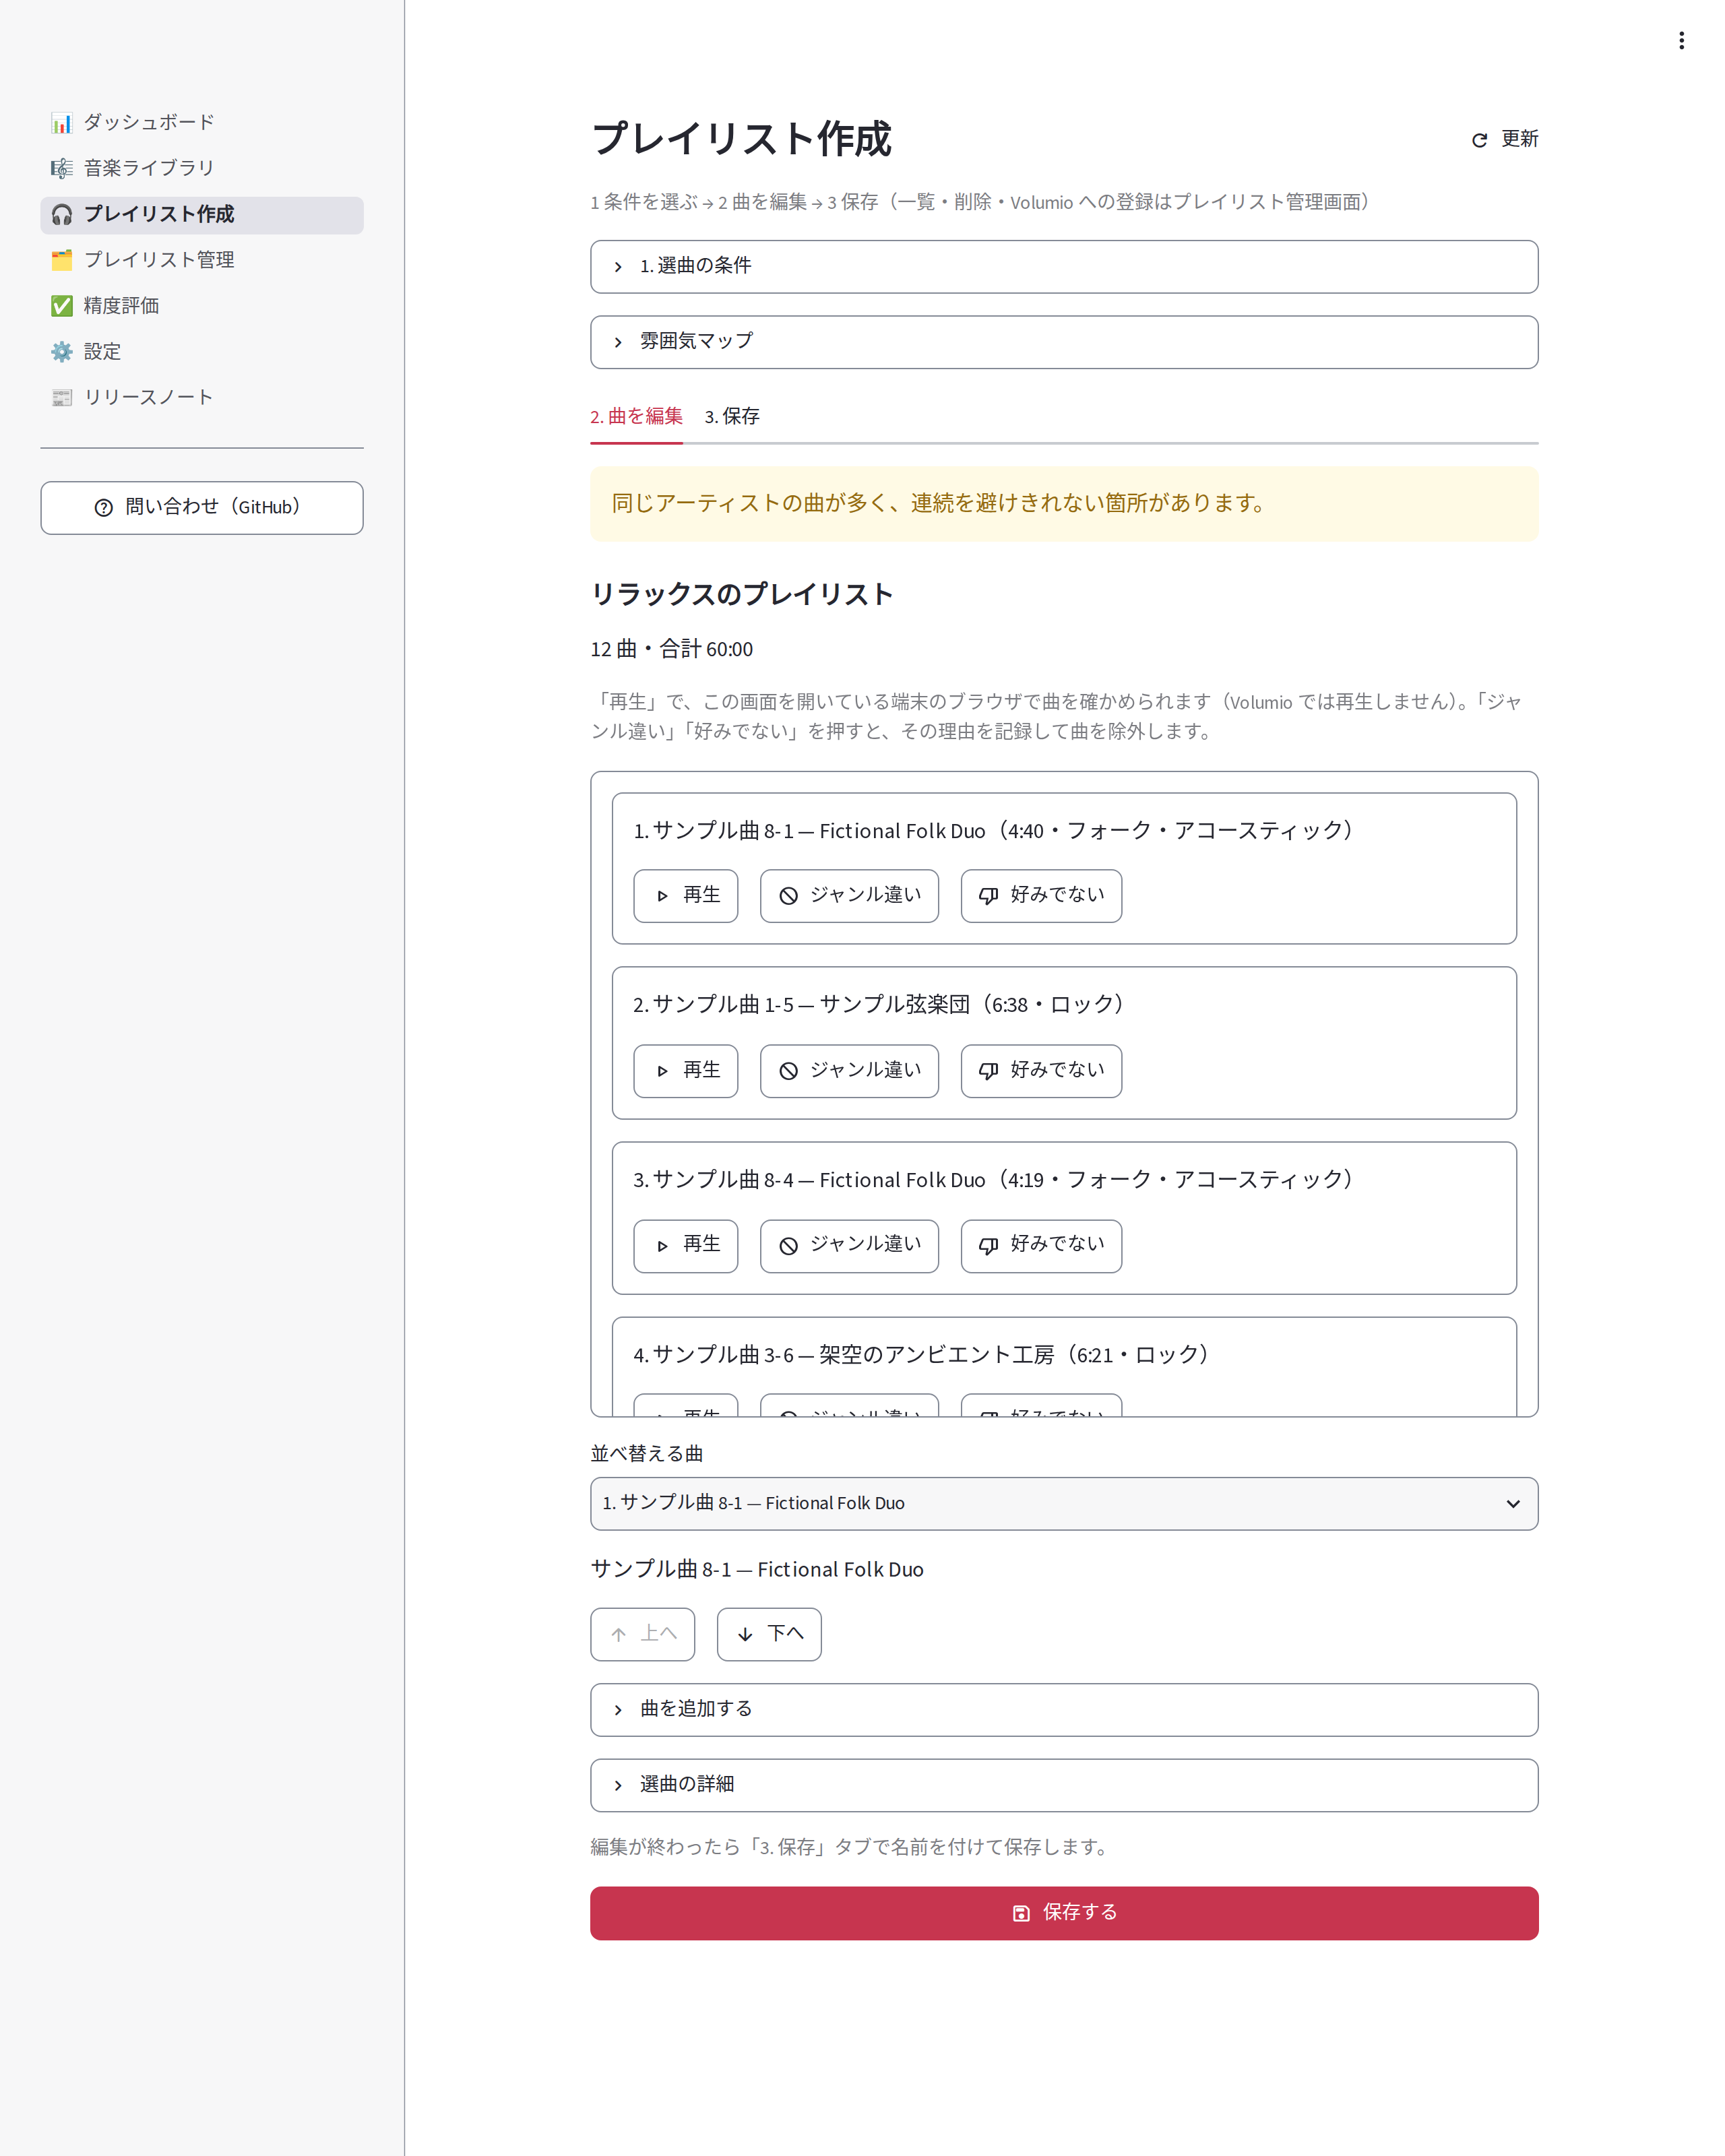 ダッシュボード
音楽ライブラリ
プレイリスト作成
プレイリスト管理
精度評価
設定
リリースノート
問い合わせ（GitHub）
プレイリスト作成
更新
1 条件を選ぶ → 2 曲を編集 → 3 保存（一覧・削除・Volumio への登録はプレイリスト管理画面）
1. 選曲の条件
雰囲気マップ
2. 曲を編集 3. 保存
同じアーティストの曲が多く、連続を避けきれない箇所があります。
リラックスのプレイリスト
12 曲・合計 60:00
「再生」で、この画面を開いている端末のブラウザで曲を確かめられます（Volumio では再生しません）。「ジャ
ンル違い」「好みでない」を押すと、その理由を記録して曲を除外します。
1. サンプル曲 8-1 — Fictional Folk Duo（4:40・フォーク・アコースティック）
再生 ジャンル違い 好みでない
2. サンプル曲 1-5 — サンプル弦楽団（6:38・ロック）
再生 ジャンル違い 好みでない
3. サンプル曲 8-4 — Fictional Folk Duo（4:19・フォーク・アコースティック）
再生 ジャンル違い 好みでない
4. サンプル曲 3-6 — 架空のアンビエント工房（6:21・ロック）
再生 ジャンル違い 好みでない
並べ替える曲
1. サンプル曲 8-1 — Fictional Folk Duo
サンプル曲 8-1 — Fictional Folk Duo
上へ 下へ
曲を追加する
選曲の詳細
編集が終わったら「3. 保存」タブで名前を付けて保存します。
保存する